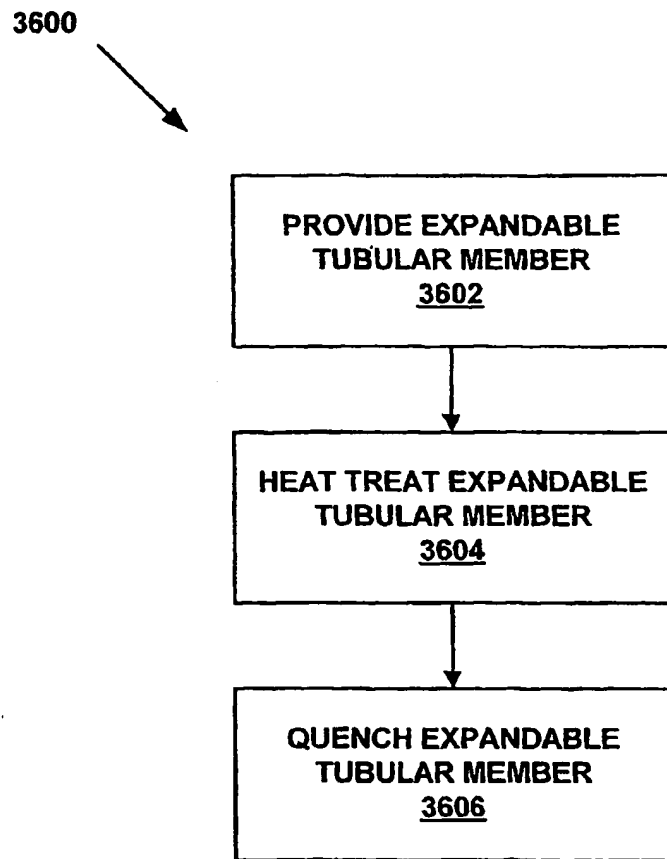 3600
PROVIDE EXPANDABLE
TUBULAR MEMBER
3602
HEAT TREAT EXPANDABLE
TUBULAR MEMBER
3604
QUENCH EXPANDABLE
TUBULAR MEMBER
3606